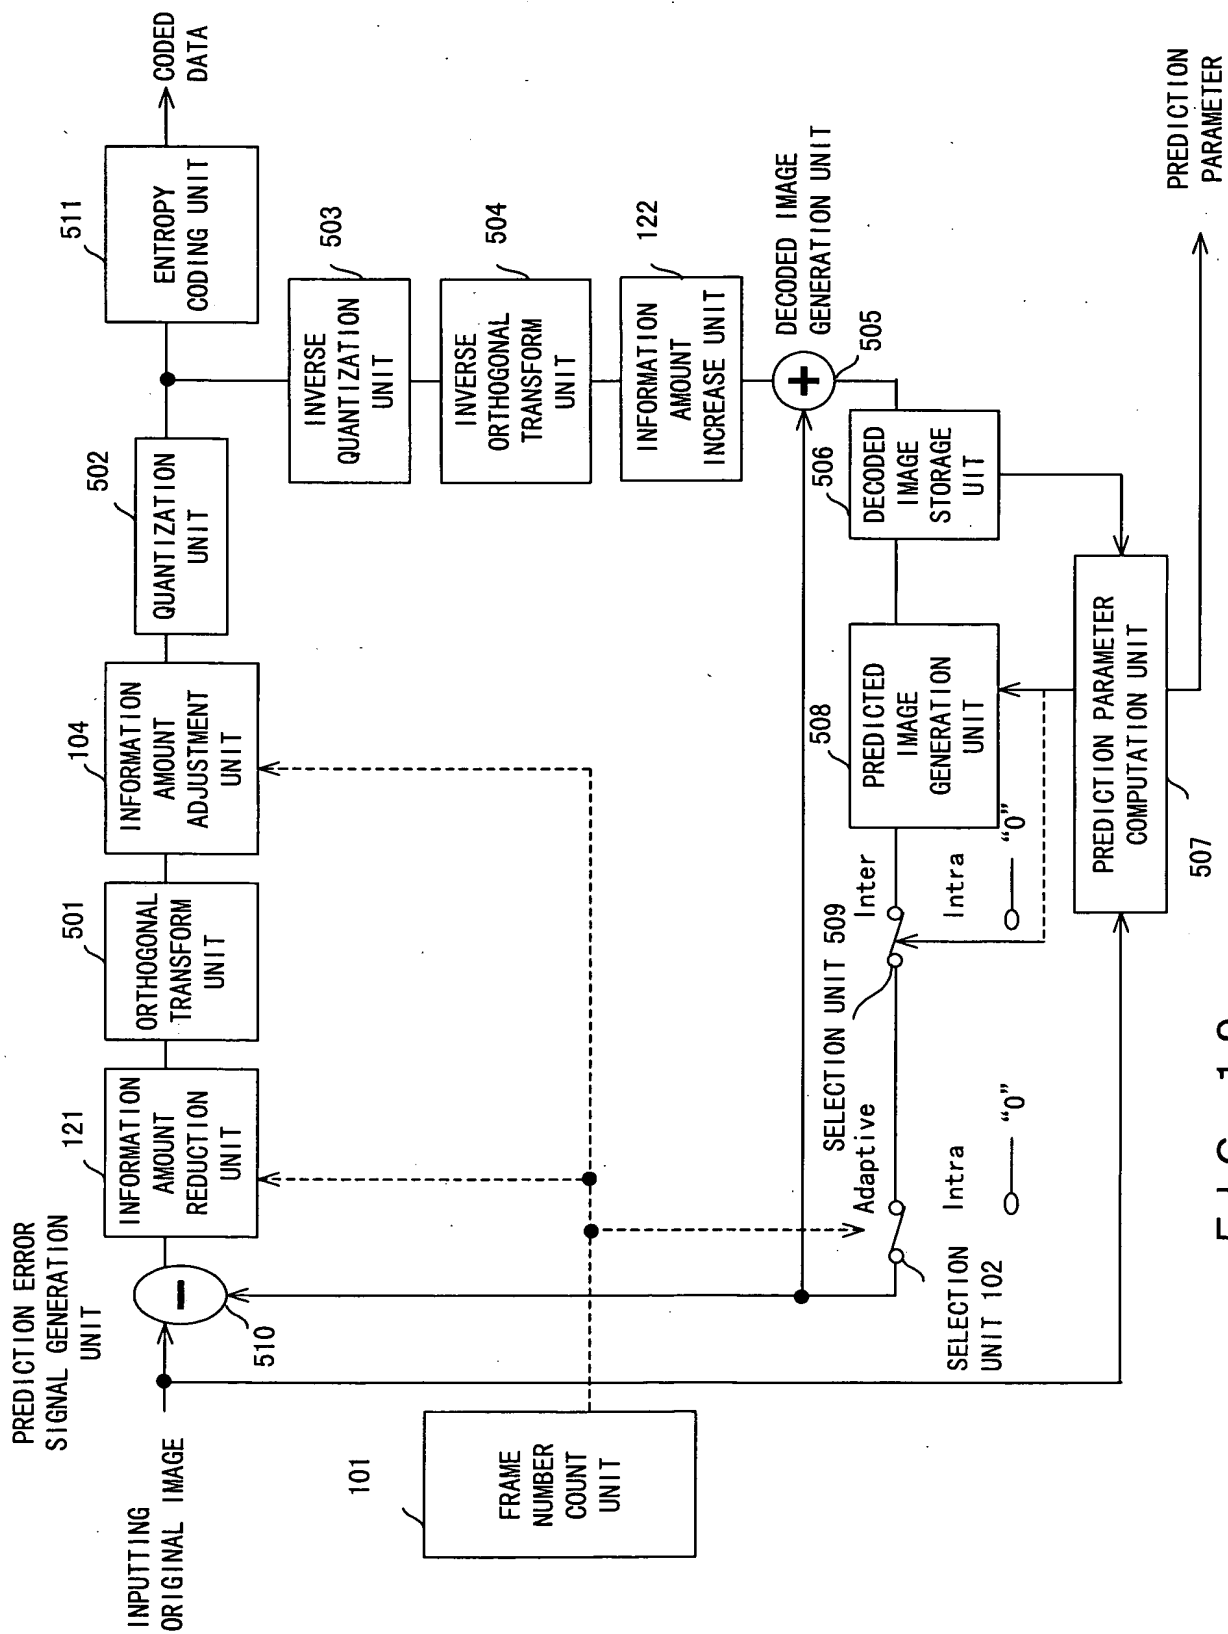 PREDICTION ERROR
SIGNAL GENERATION
UNIT
INPUTTING
ORIGINAL IMAGE
510
121
INFORMATION
AMOUNT
REDUCTION
UNIT
501
ORTHOGONAL
TRANSFORM
UNIT
104
INFORMATION
AMOUNT
ADJUSTMENT
UNIT
502
QUANTIZATION
UNIT
511
ENTROPY
CODING UNIT
CODED
DATA
INVERSE
QUANTIZATION
UNIT
503
INVERSE
ORTHOGONAL
TRANSFORM
UNIT
504
INFORMATION
AMOUNT
INCREASE UNIT
122
DECODED IMAGE
GENERATION UNIT
505
101
FRAME
NUMBER
COUNT
UNIT
506
DECODED
IMAGE
STORAGE
UIT
508
PREDICTED
IMAGE
GENERATION
UNIT
SELECTION UNIT 509
Inter
Intra
"0"
Adaptive
Intra
"0"
SELECTION
UNIT 102
PREDICTION PARAMETER
COMPUTATION UNIT
507
PREDICTION
PARAMETER